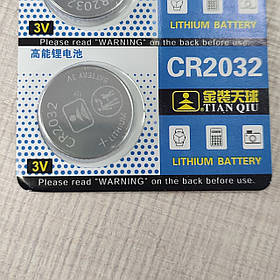 3V
LITHIUM BATTERY
Please read "WARNING" on the back before use.
高能锂电池
CR2032
金装天球
TIAN QIU
LITHIUM BATTERY
BATTERY 3V
CR2032
+
3V
Please read "WARNING" on the back before use.